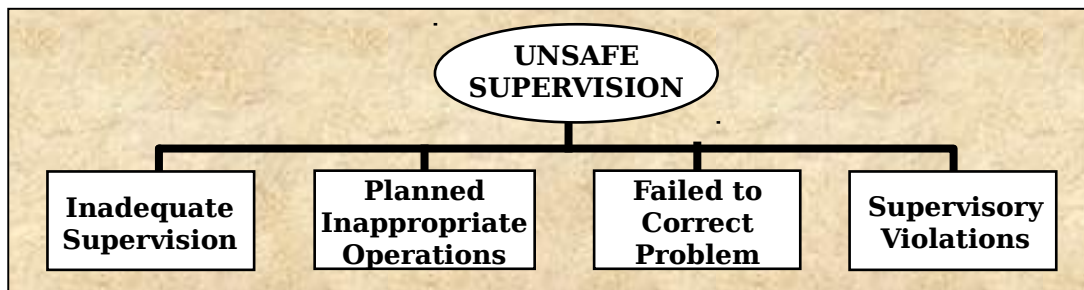 UNSAFE
SUPERVISION
Inadequate
Supervision
Planned
Inappropriate
Operations
Failed to
Correct
Problem
Supervisory
Violations